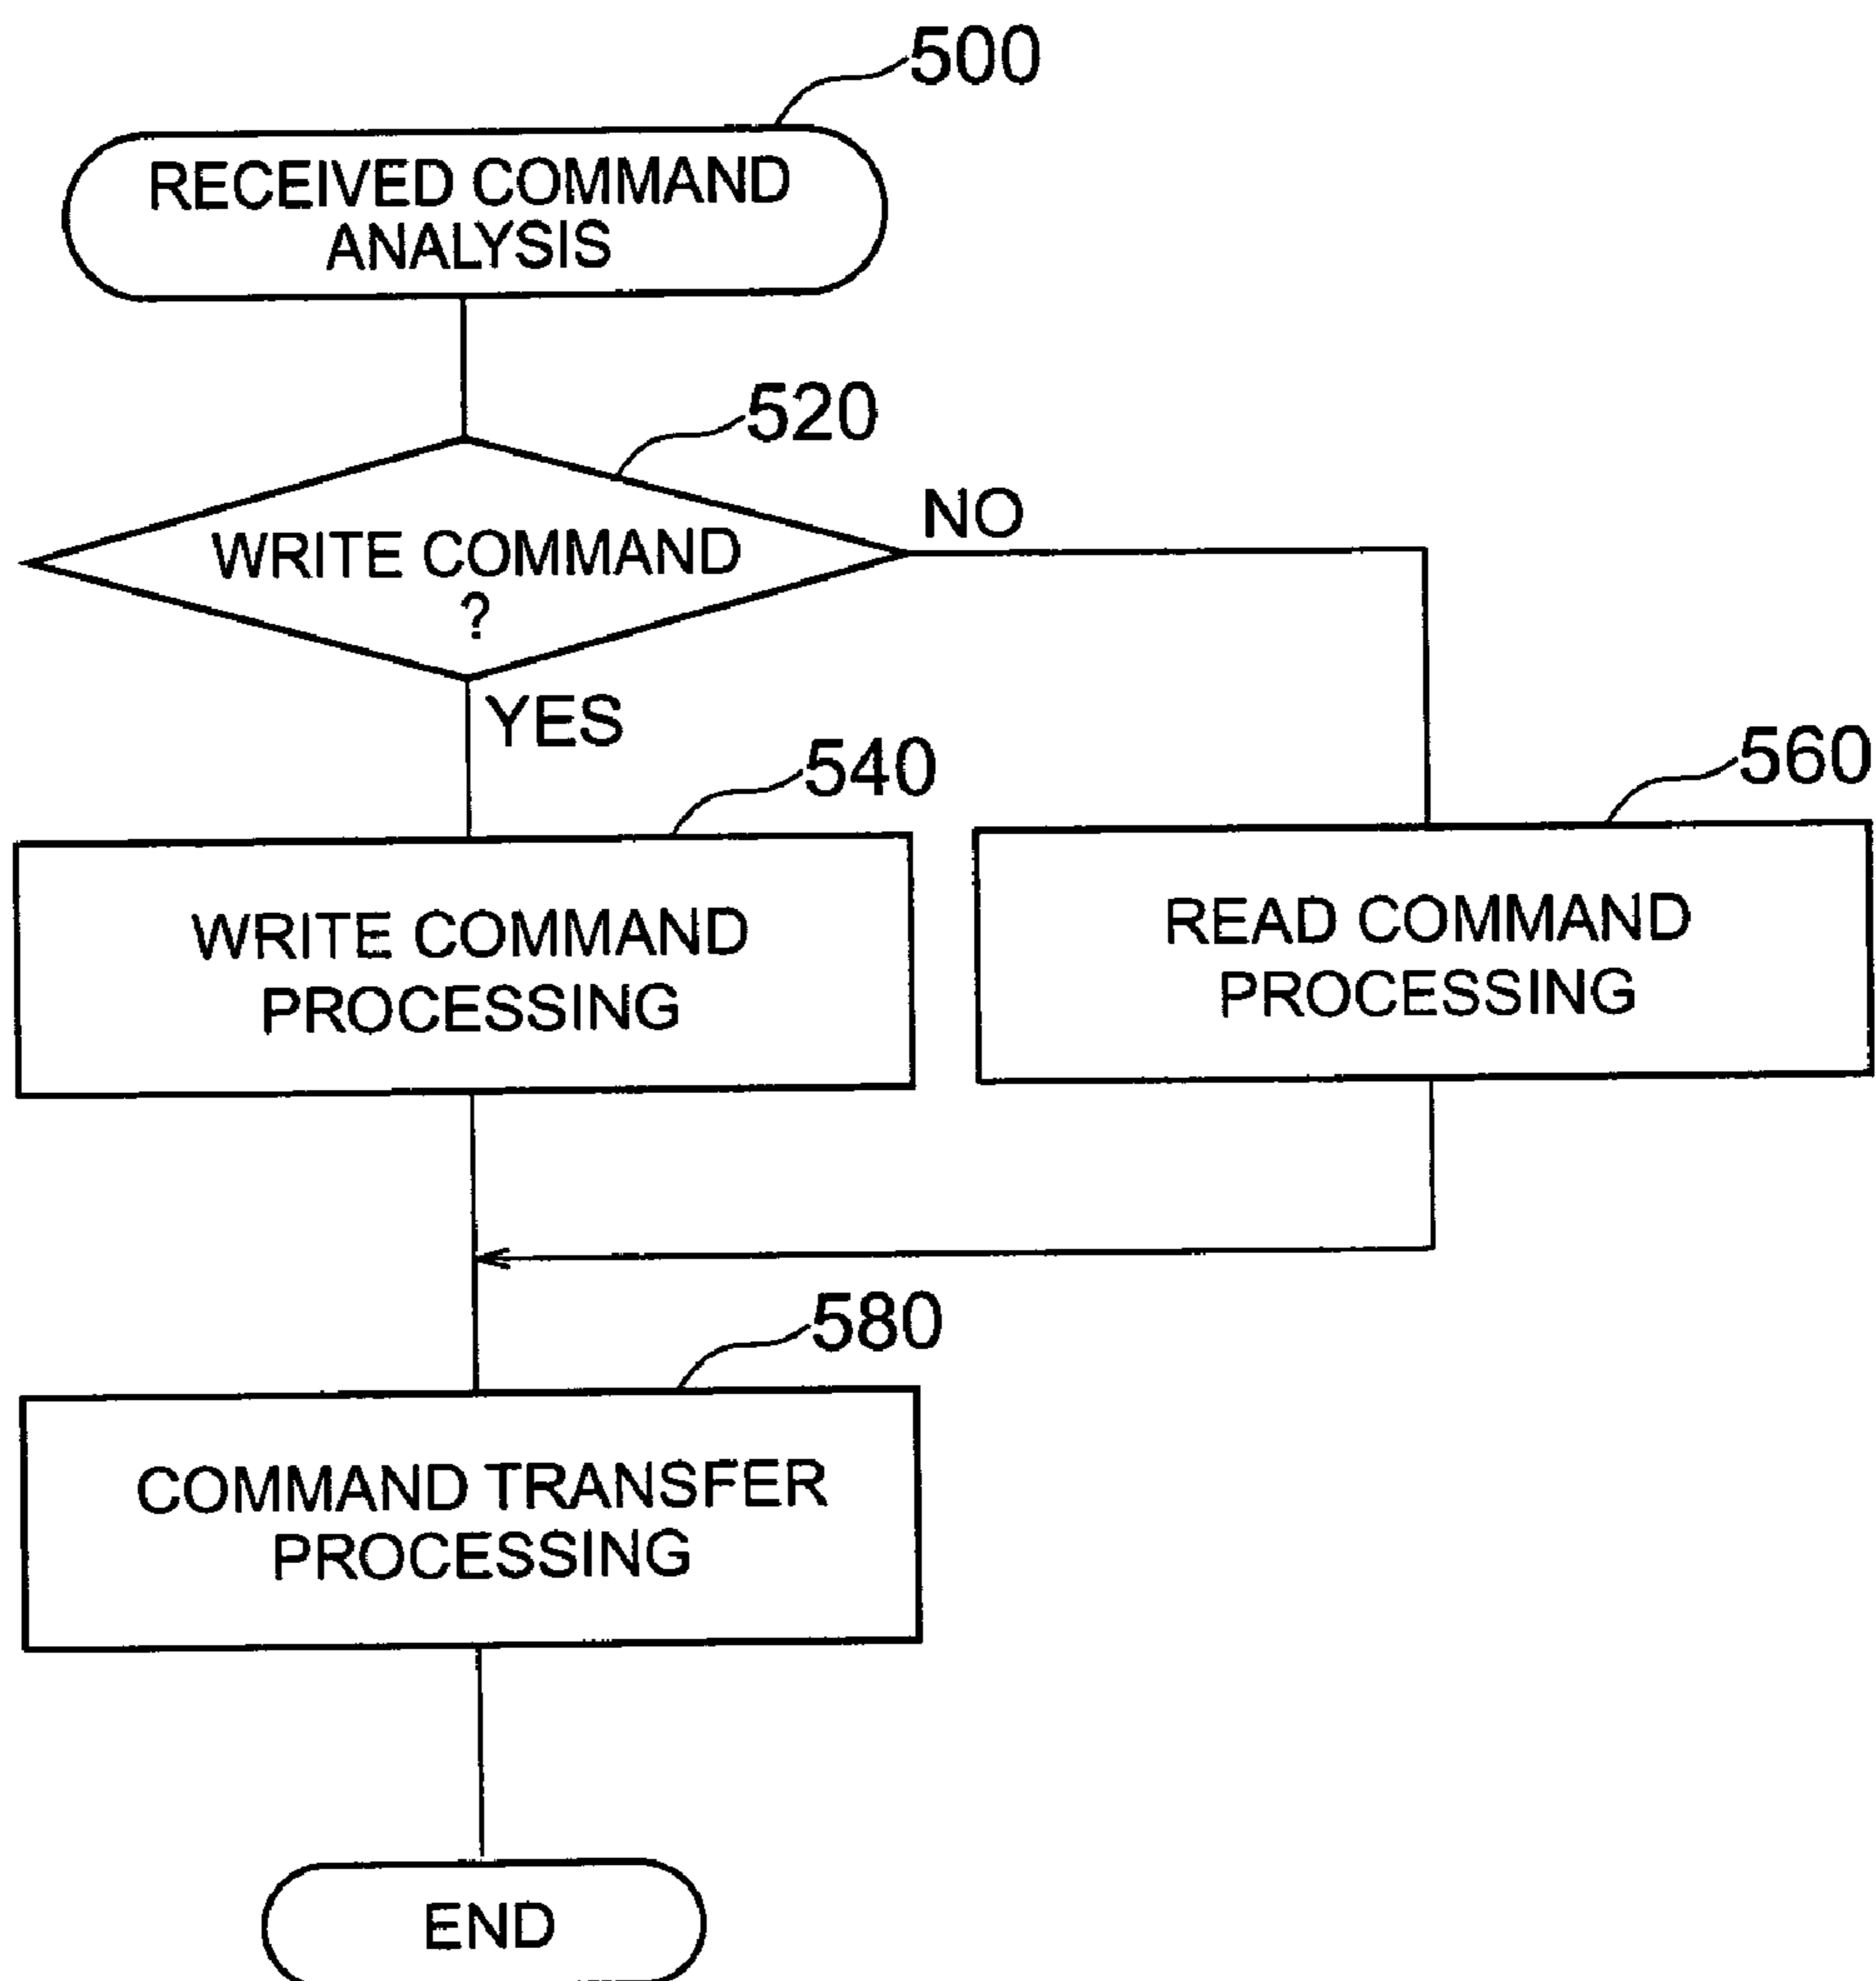 500
RECEIVED COMMAND
ANALYSIS
520
WRITE COMMAND
?
NO
YES
540
WRITE COMMAND
PROCESSING
560
READ COMMAND
PROCESSING
580
COMMAND TRANSFER
PROCESSING
END